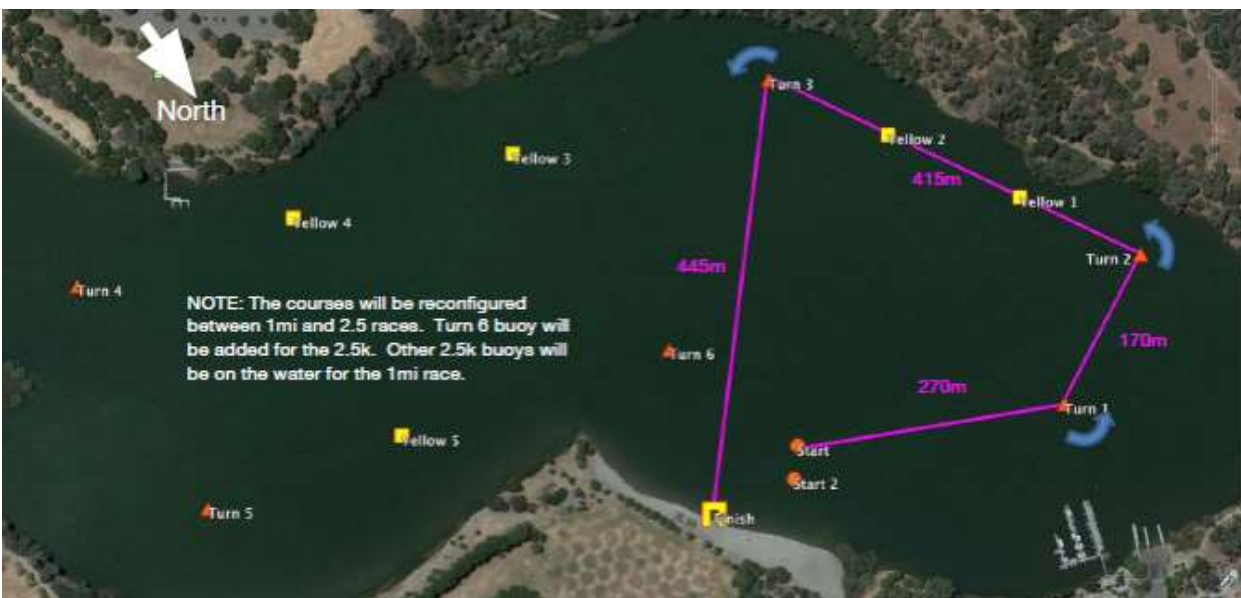 North
Turn 3
Yellow 2
Yellow 3
415m
Yellow 1
Yellow 4
Turn 2
445m
Turn 4
NOTE: The courses will be reconfigured
between 1mi and 2.5 races. Turn 6 buoy will
be added for the 2.5k. Other 2.5k buoys will
be on the water for the 1mi race.
170m
Turn 6
270m
Turn 1
Yellow 5
Start
Start 2
Turn 5
Finish